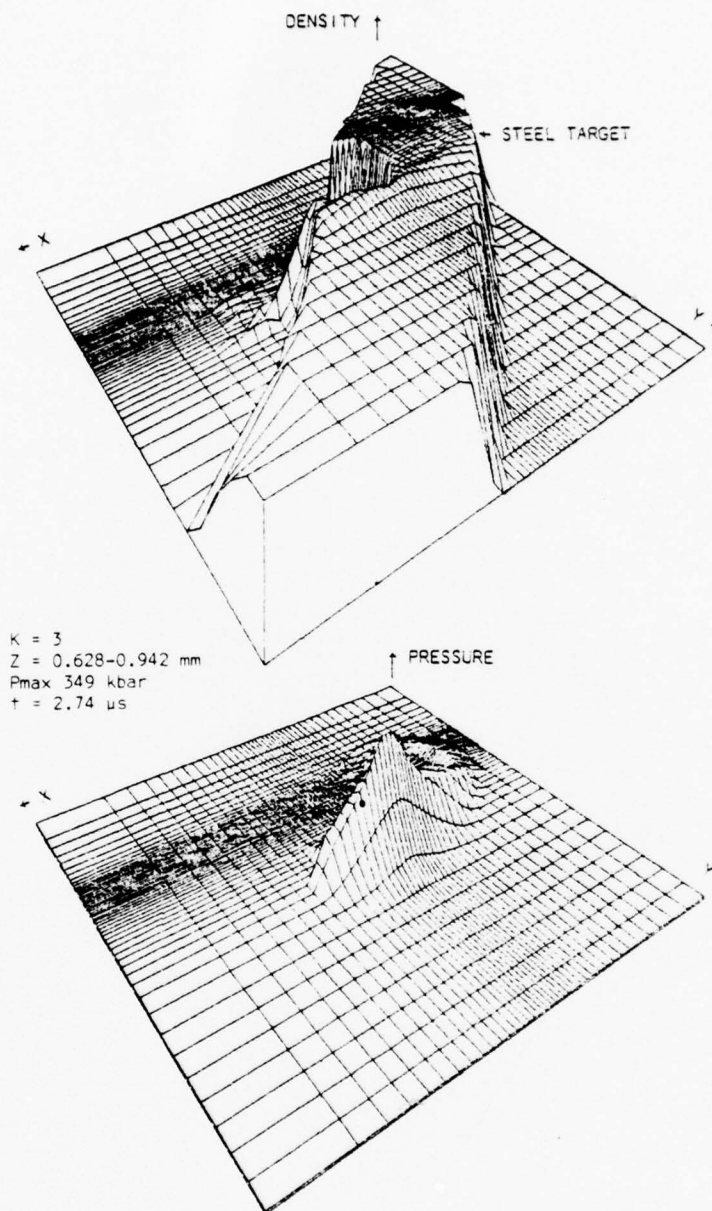 DENSITY ↑
← STEEL TARGET
← X
Y
K = 3
Z = 0.628-0.942 mm
Pmax 349 kbar
t = 2.74 µs
↑ PRESSURE
← X
Y